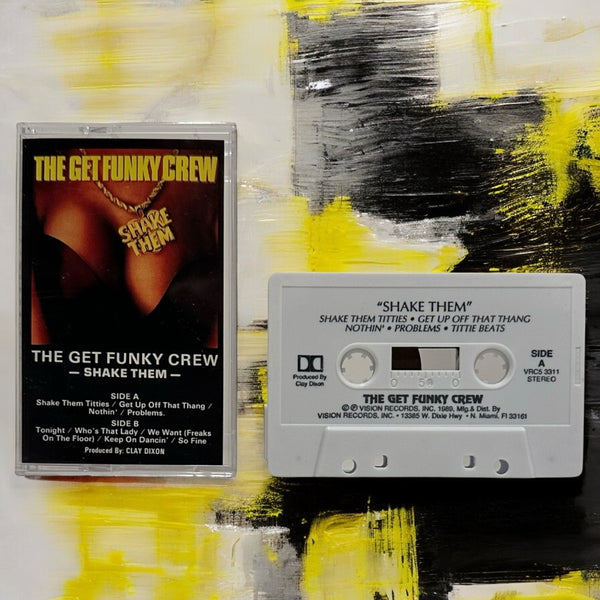 THE GET FUNKY CREW
SHAKE
THEM
THE GET FUNKY CREW
— SHAKE THEM —
SIDE A
Shake Them Titties / Get Up Off That Thang /
Nothin' / Problems.
SIDE B
Tonight / Who's That Lady / We Want (Freaks
On The Floor) / Keep On Dancin' / So Fine
Produced By: CLAY DIXON
"SHAKE THEM"
SHAKE THEM TITTIES • GET UP OFF THAT THANG
NOTHIN' • PROBLEMS • TITTIE BEATS
Produced By
Clay Dixon
0 50 0
SIDE
A
VRC5 3311
STEREO
THE GET FUNKY CREW
© ℗ VISION RECORDS, INC. 1989, Mfg. & Dist. By
VISION RECORDS, INC. • 13385 W. Dixie Hwy • N. Miami, Fl 33161